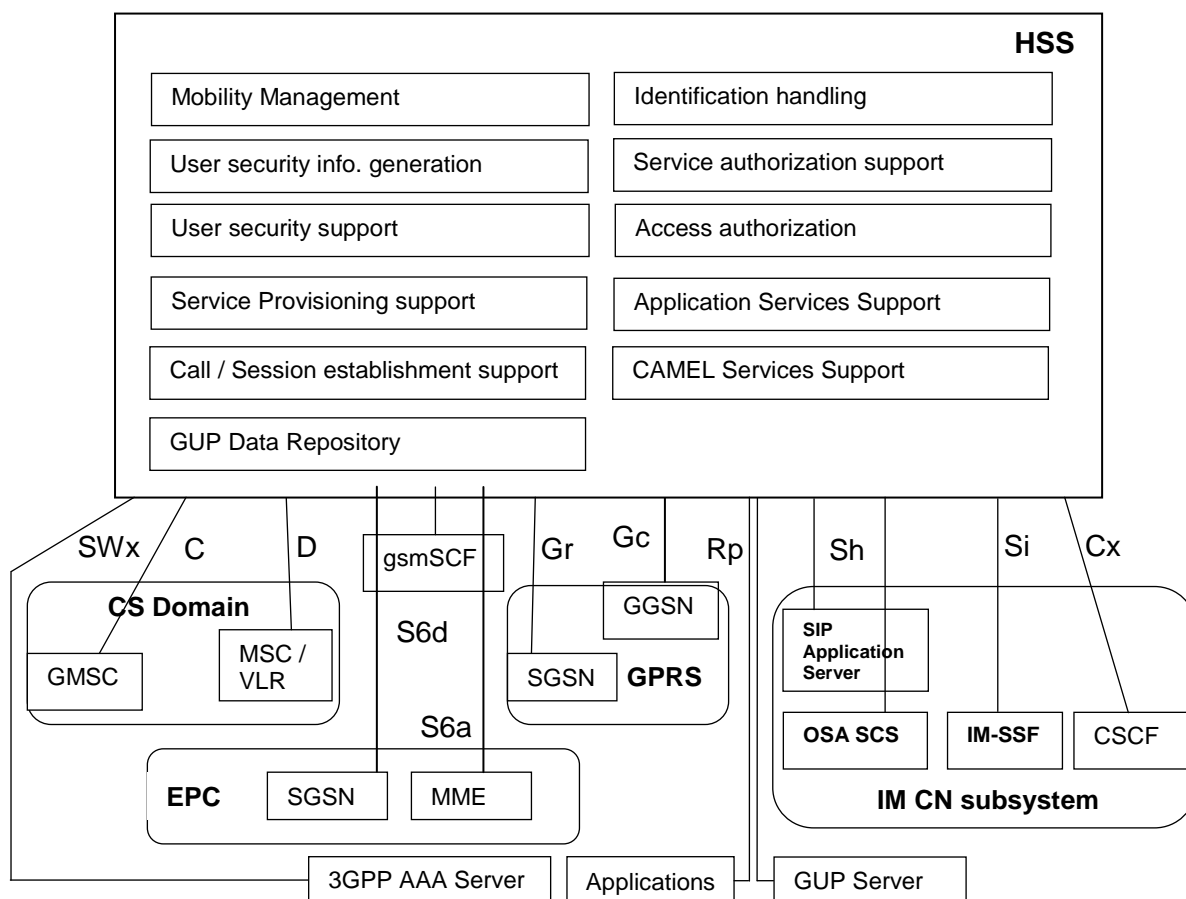 HSS
Mobility Management
Identification handling
User security info. generation
Service authorization support
User security support
Access authorization
Service Provisioning support
Application Services Support
Call / Session establishment support
CAMEL Services Support
GUP Data Repository
SWx
C
D
gsmSCF
Gr
Gc
Rp
Sh
Si
Cx
CS Domain
GMSC
MSC /
VLR
S6d
S6a
GGSN
SGSN
GPRS
SIP
Application
Server
OSA SCS
IM-SSF
CSCF
IM CN subsystem
EPC
SGSN
MME
3GPP AAA Server
Applications
GUP Server